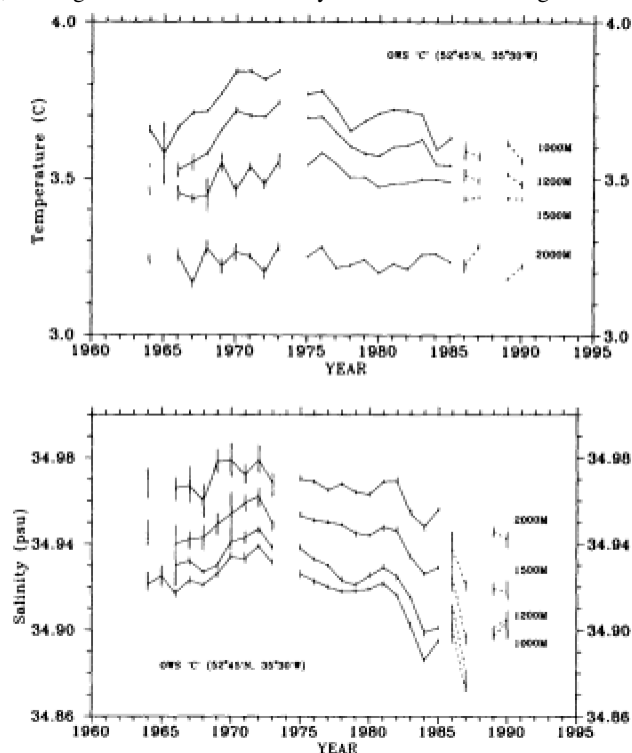 4.0 4.0
OWS 'C' (52°45'N, 35°30'W)
Temperature (C)
1000M
3.5 3.5
1200M
1500M
2000M
3.0 3.0
1960 1965 1970 1975 1980 1985 1990 1995
YEAR
34.98 34.98
2000M
Salinity (psu)
34.94 34.94
1500M
1200M
34.90 34.90
1000M
OWS 'C' (52°45'N, 35°30'W)
34.86 34.86
1960 1965 1970 1975 1980 1985 1990 1995
YEAR